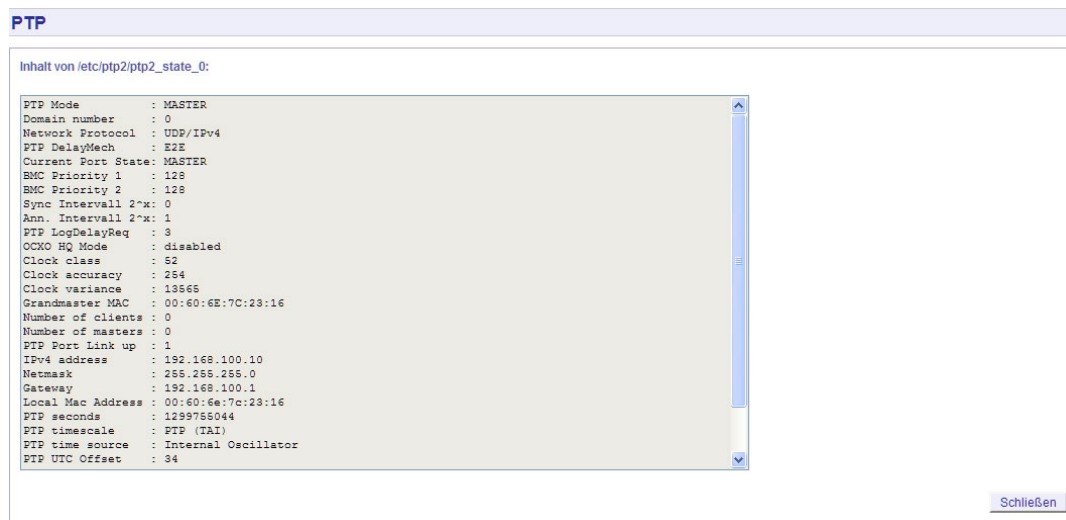 PTP
Inhalt von /etc/ptp2/ptp2_state_0:
PTP Mode : MASTER
Domain number : 0
Network Protocol : UDP/IPv4
PTP DelayMech : E2E
Current Port State: MASTER
BMC Priority 1 : 128
BMC Priority 2 : 128
Sync Intervall 2^x: 0
Ann. Intervall 2^x: 1
PTP LogDelayReq : 3
OCXO HQ Mode : disabled
Clock class : 52
Clock accuracy : 254
Clock variance : 13565
Grandmaster MAC : 00:60:6E:7C:23:16
Number of clients : 0
Number of masters : 0
PTP Port Link up : 1
IPv4 address : 192.168.100.10
Netmask : 255.255.255.0
Gateway : 192.168.100.1
Local Mac Address : 00:60:6e:7c:23:16
PTP seconds : 1299755044
PTP timescale : PTP (TAI)
PTP time source : Internal Oscillator
PTP UTC Offset : 34
Schließen